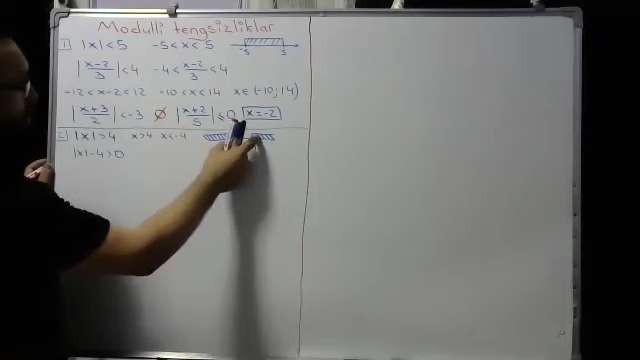 Modulli tengsizliklar
1 |x|<5 -5<x<5 -5 5
|x-2/3|<4 -4<x-2/3<4
-12<x-2<12 -10<x<14 x∈(-10;14)
|x+3/2|<-3 Ø |x+2/5|≤0 x=-2
2 |x|>4 x>4 x<-4
|x|-4>0